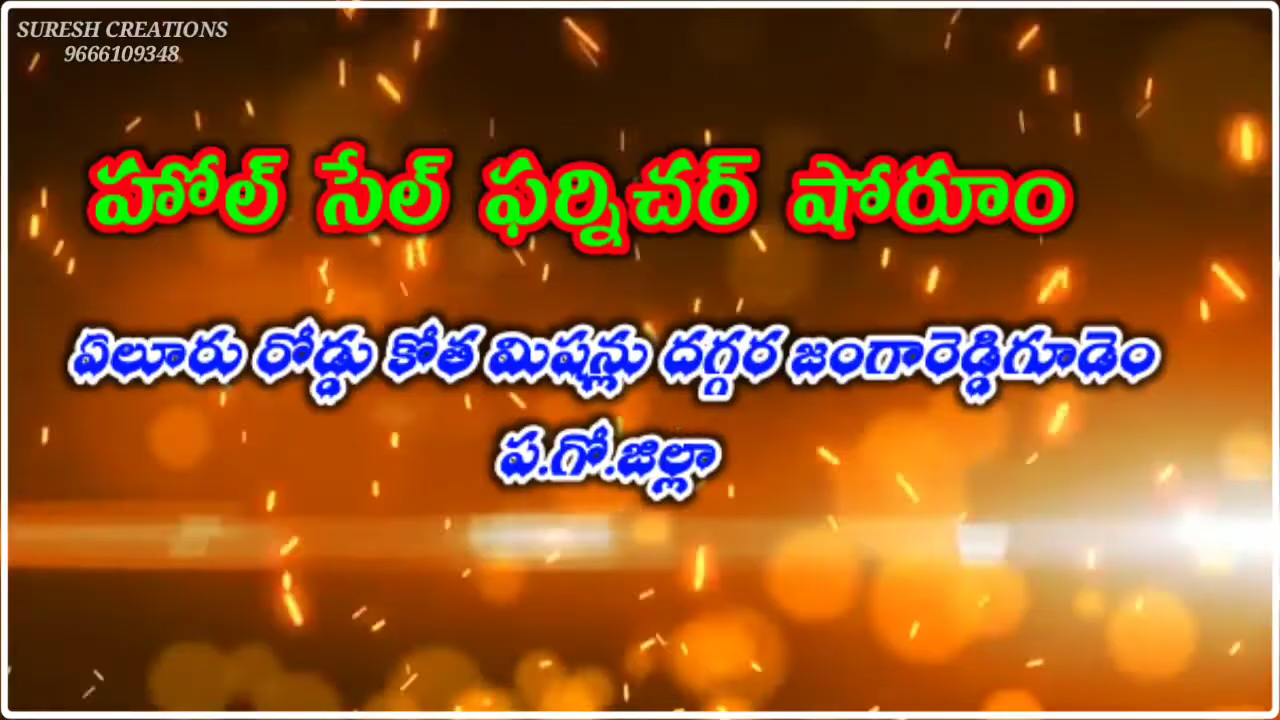 SURESH CREATIONS
9666109348
హోల్ సేల్ ఫర్నిచర్ షోరూం
ఏలూరు రోడ్డు కోత మిషన్లు దగ్గర జంగారెడ్డిగూడెం
ప.గో.జిల్లా